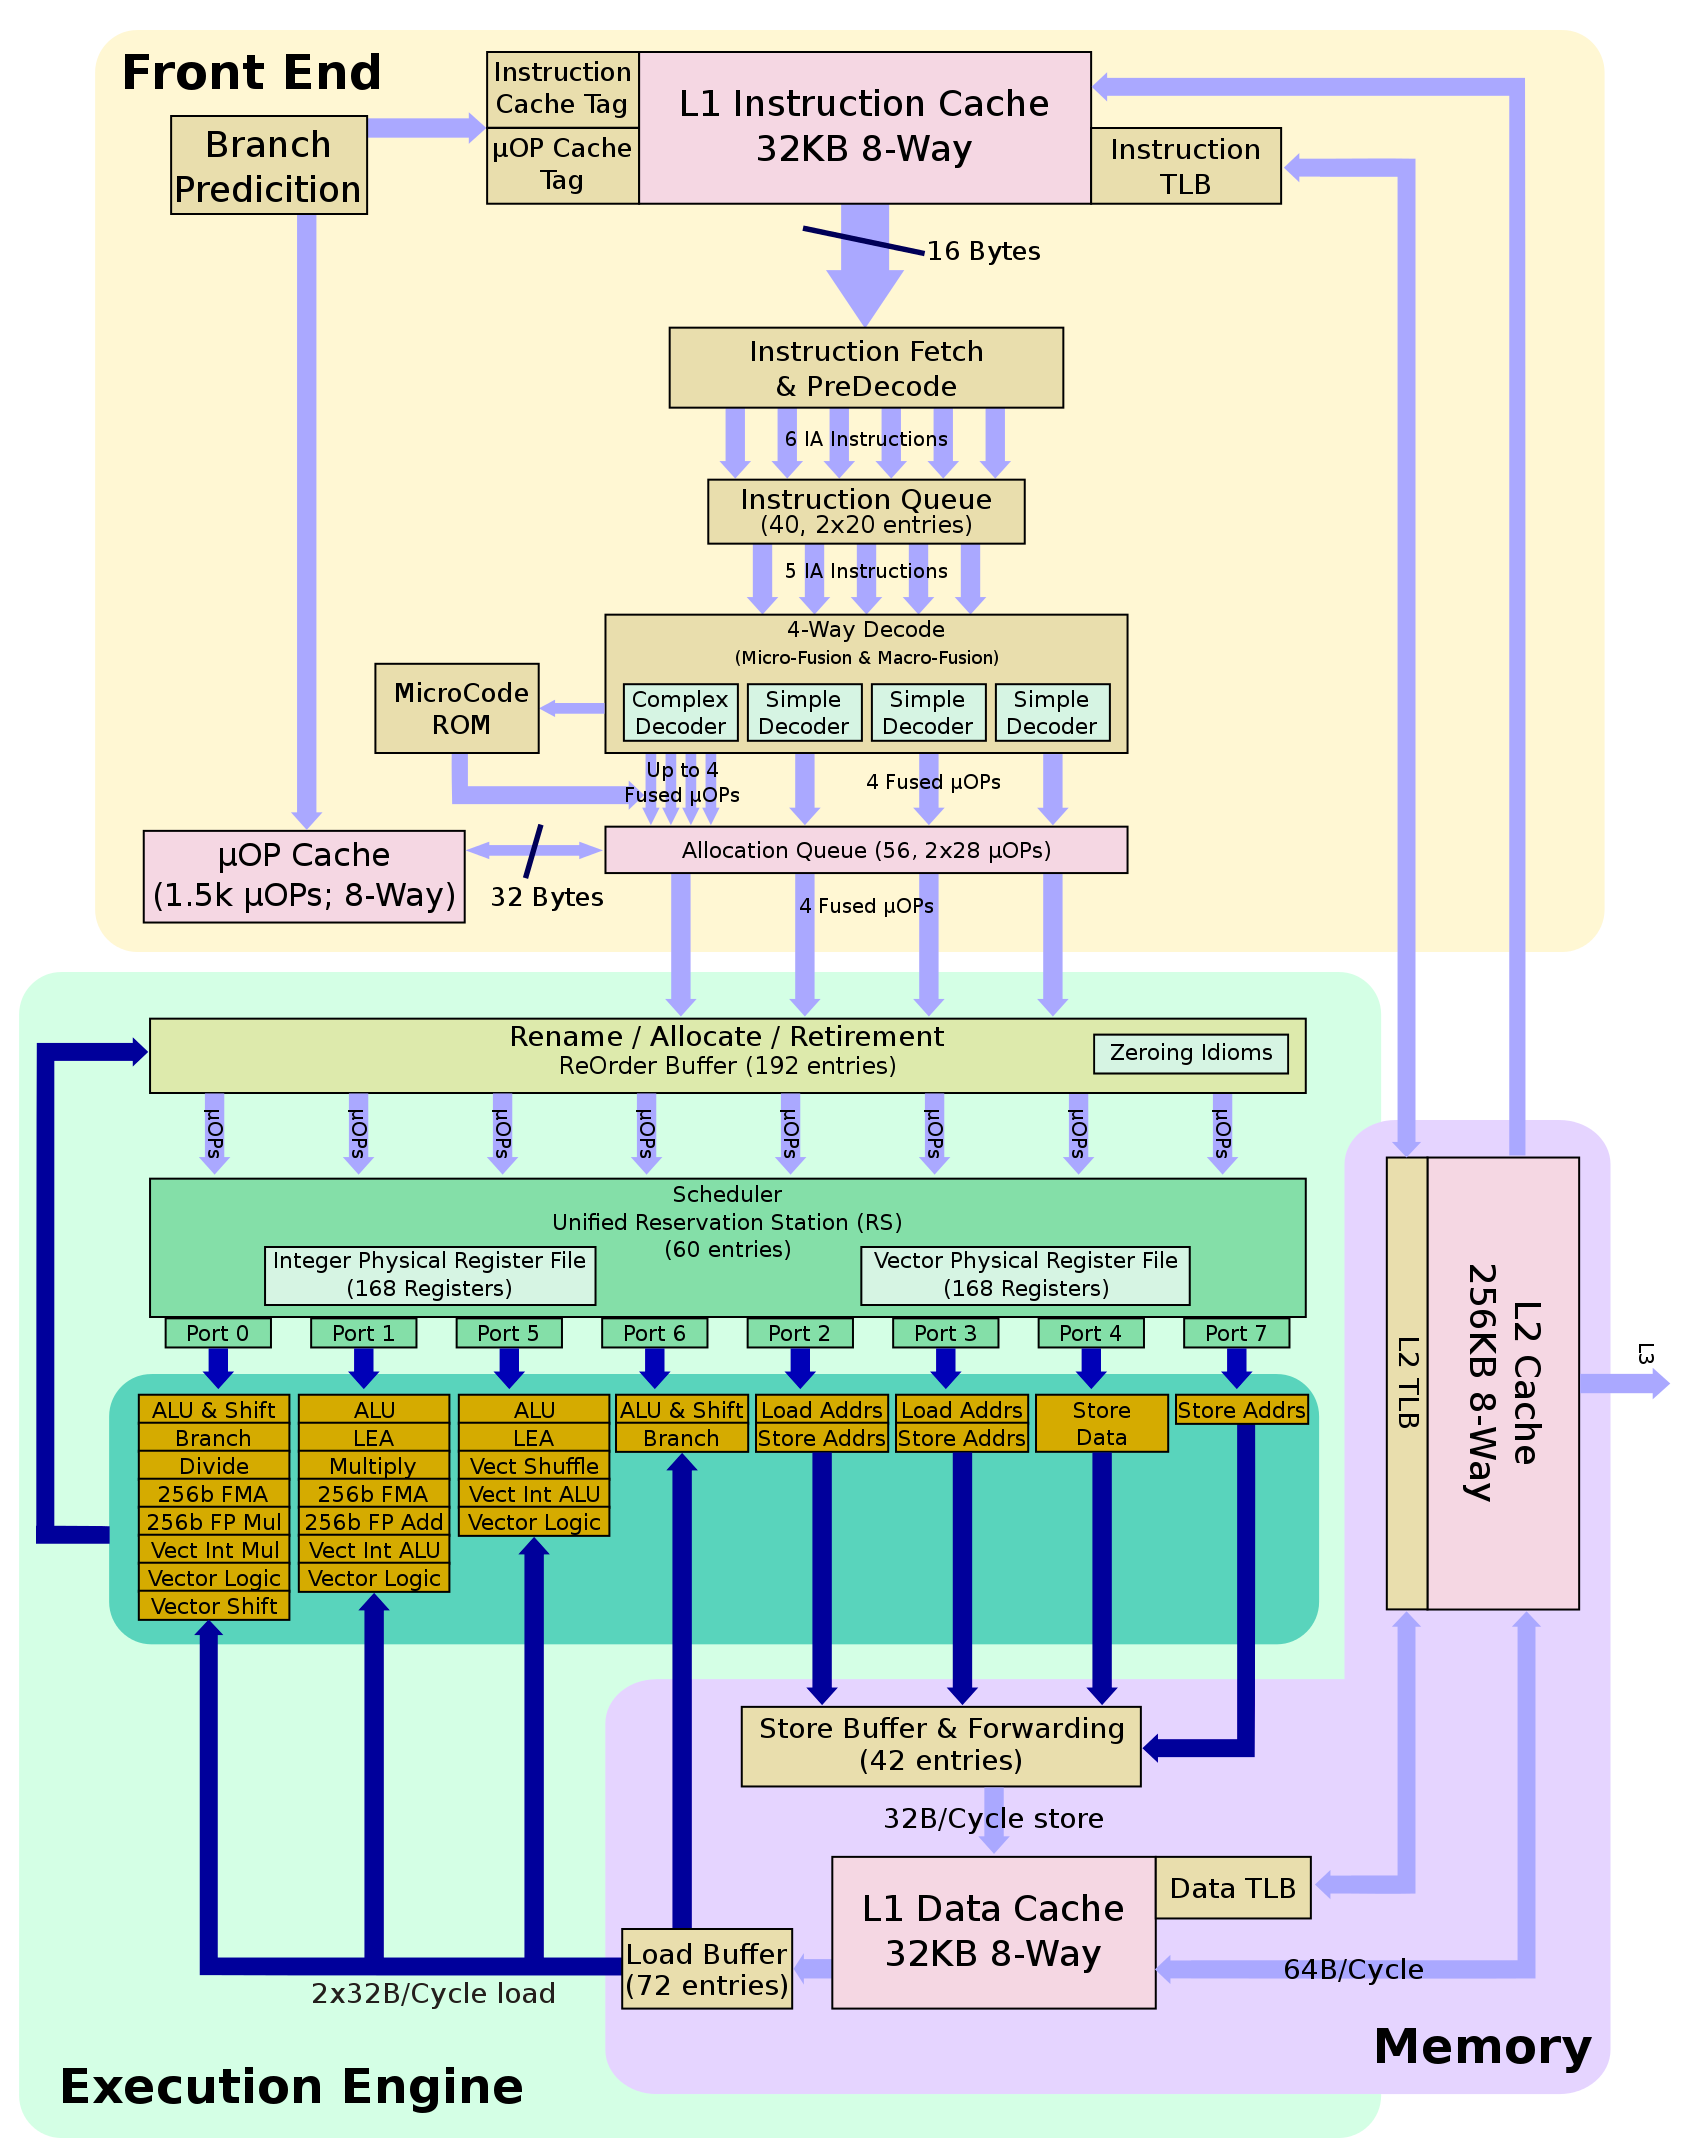 Front End
Instruction
Cache Tag
µOP Cache
Tag
L1 Instruction Cache
32KB 8-Way
Instruction
TLB
Branch
Predicition
16 Bytes
Instruction Fetch
& PreDecode
6 IA Instructions
Instruction Queue
(40, 2x20 entries)
5 IA Instructions
4-Way Decode
(Micro-Fusion & Macro-Fusion)
Complex
Decoder
Simple
Decoder
Simple
Decoder
Simple
Decoder
MicroCode
ROM
Up to 4
Fused µOPs
4 Fused µOPs
µOP Cache
(1.5k µOPs; 8-Way)
32 Bytes
Allocation Queue (56, 2x28 µOPs)
4 Fused µOPs
Rename / Allocate / Retirement
ReOrder Buffer (192 entries)
Zeroing Idioms
µOPs
µOPs
µOPs
µOPs
µOPs
µOPs
µOPs
µOPs
Scheduler
Unified Reservation Station (RS)
(60 entries)
Integer Physical Register File
(168 Registers)
Vector Physical Register File
(168 Registers)
Port 0
Port 1
Port 5
Port 6
Port 2
Port 3
Port 4
Port 7
ALU & Shift
Branch
Divide
256b FMA
256b FP Mul
Vect Int Mul
Vector Logic
Vector Shift
ALU
LEA
Multiply
256b FMA
256b FP Add
Vect Int ALU
Vector Logic
ALU
LEA
Vect Shuffle
Vect Int ALU
Vector Logic
ALU & Shift
Branch
Load Addrs
Store Addrs
Load Addrs
Store Addrs
Store
Data
Store Addrs
L2 TLB
L2 Cache
256KB 8-Way
L3
Store Buffer & Forwarding
(42 entries)
32B/Cycle store
L1 Data Cache
32KB 8-Way
Data TLB
Load Buffer
(72 entries)
64B/Cycle
2x32B/Cycle load
Memory
Execution Engine